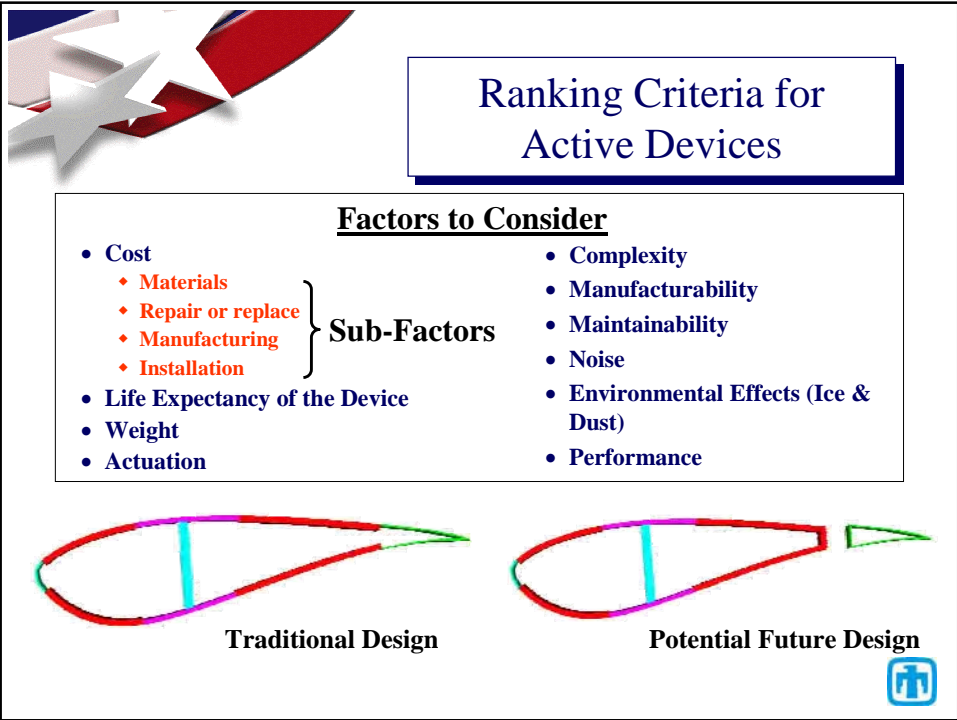 Ranking Criteria for
Active Devices
Factors to Consider
• Cost
◆ Materials
◆ Repair or replace
◆ Manufacturing
◆ Installation
Sub-Factors
• Life Expectancy of the Device
• Weight
• Actuation
• Complexity
• Manufacturability
• Maintainability
• Noise
• Environmental Effects (Ice &
Dust)
• Performance
Traditional Design
Potential Future Design